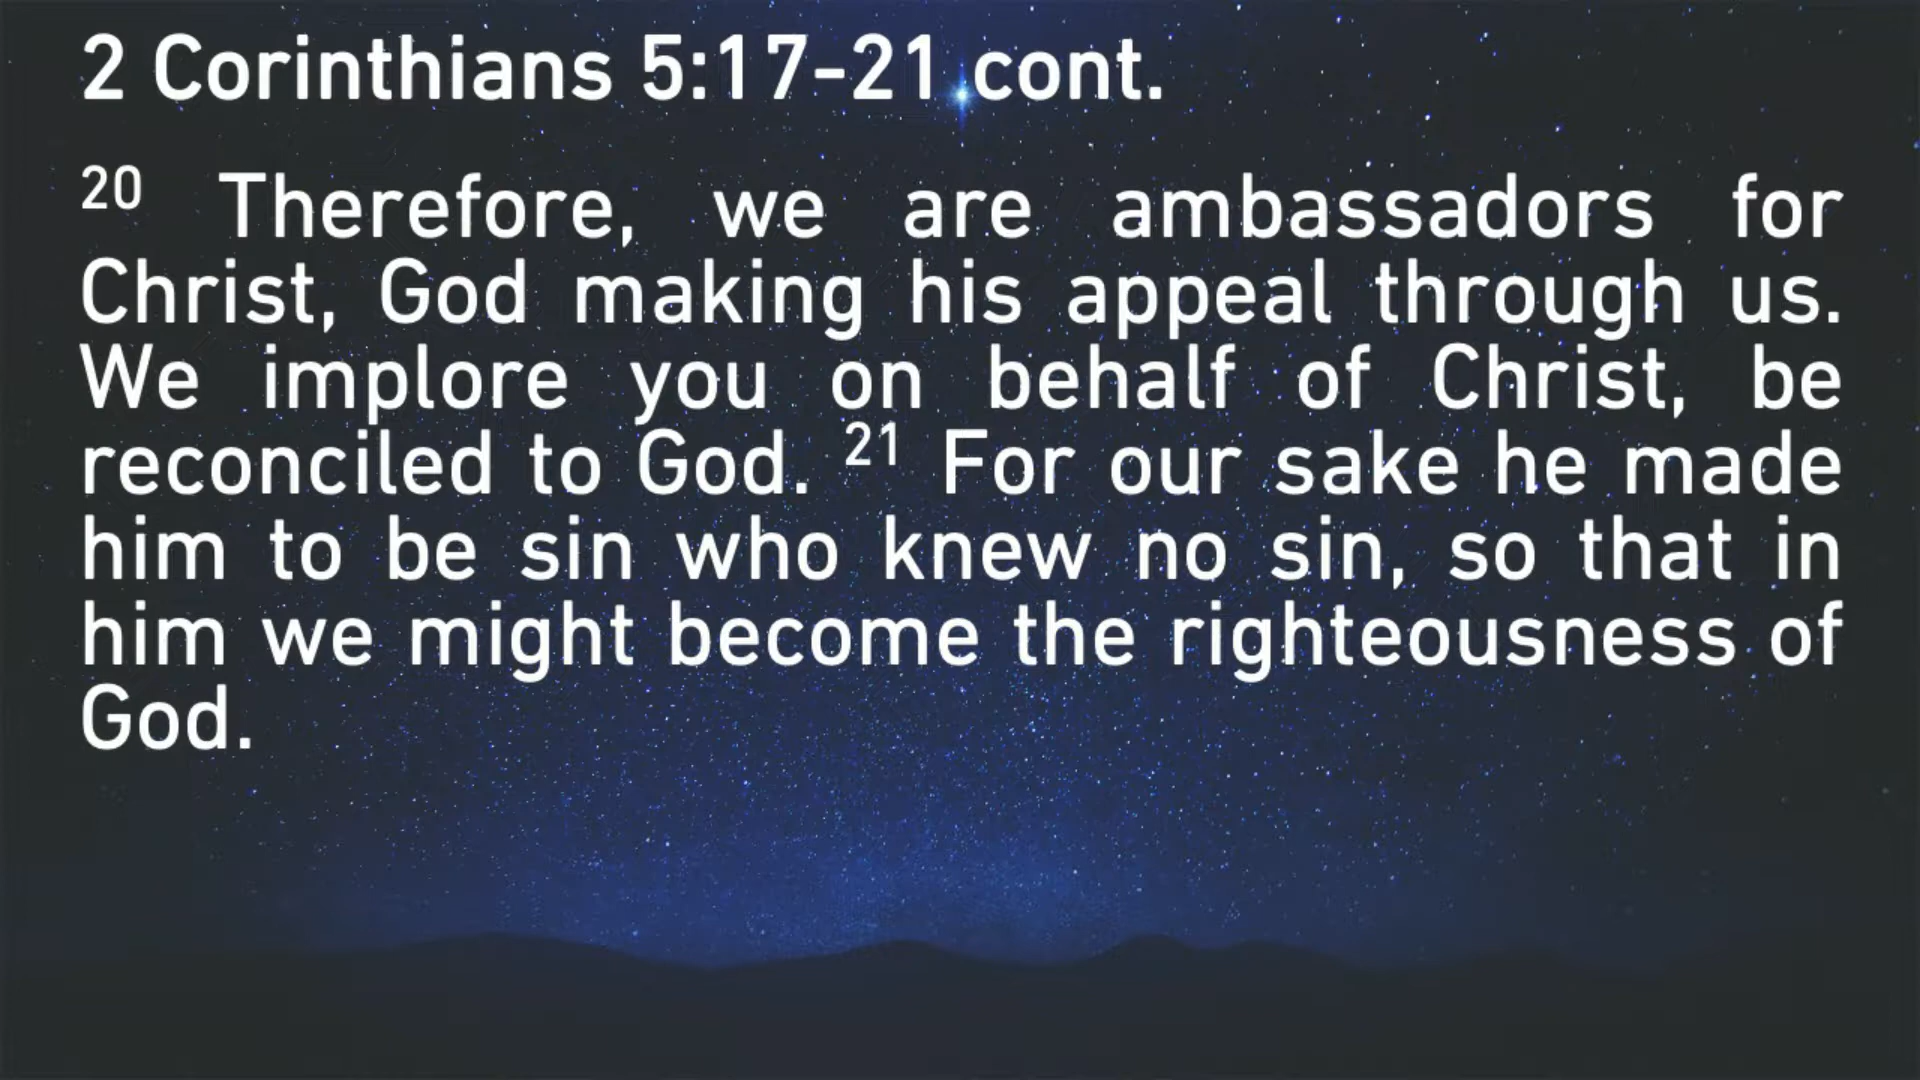 2 Corinthians 5:17-21 cont.
20 Therefore, we are ambassadors for
Christ, God making his appeal through us.
We implore you on behalf of Christ, be
reconciled to God. 21 For our sake he made
him to be sin who knew no sin, so that in
him we might become the righteousness of
God.